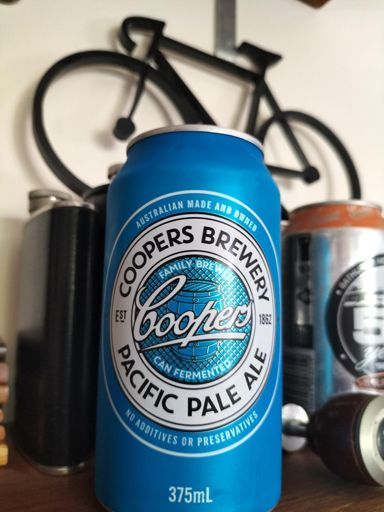 AUSTRALIAN MADE AND OWNED
COOPERS BREWERY
FAMILY BREWED
EST 1862
Coopers
CAN FERMENTED
PACIFIC PALE ALE
NO ADDITIVES OR PRESERVATIVES
375mL